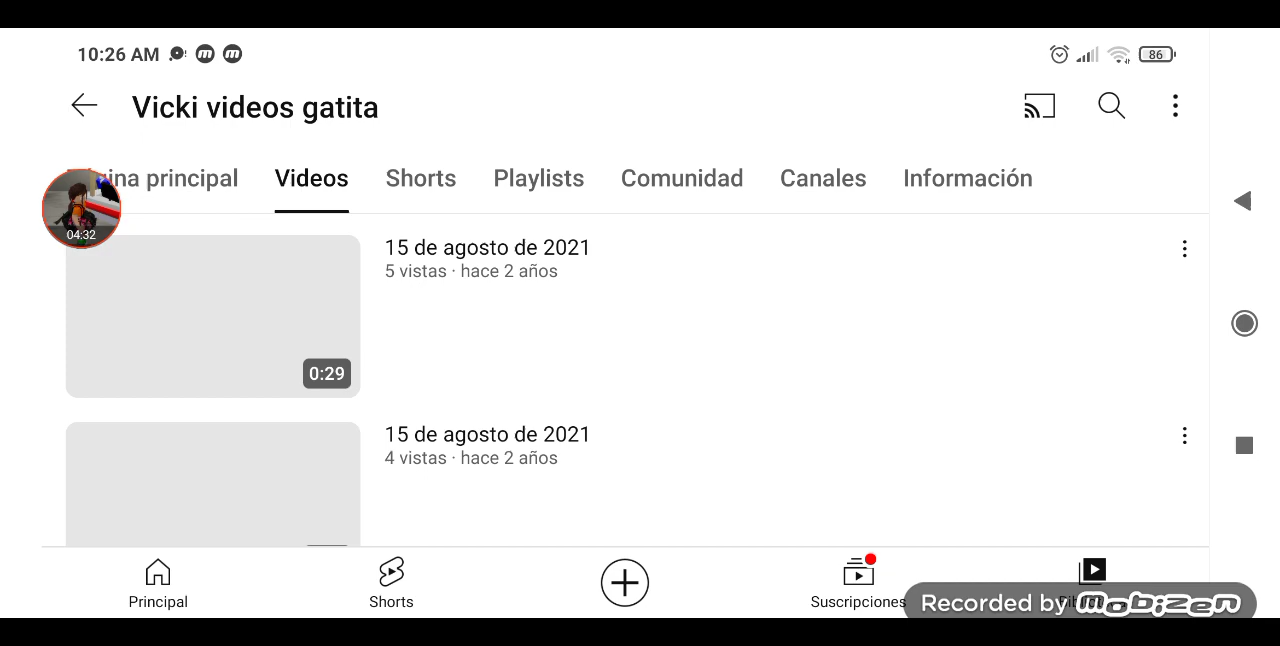 10:26 AM
86
Vicki videos gatita
ina principal Videos Shorts Playlists Comunidad Canales Información
04:32
15 de agosto de 2021
5 vistas · hace 2 años
0:29
15 de agosto de 2021
4 vistas · hace 2 años
Principal Shorts Suscripciones
Recorded by Mobizen